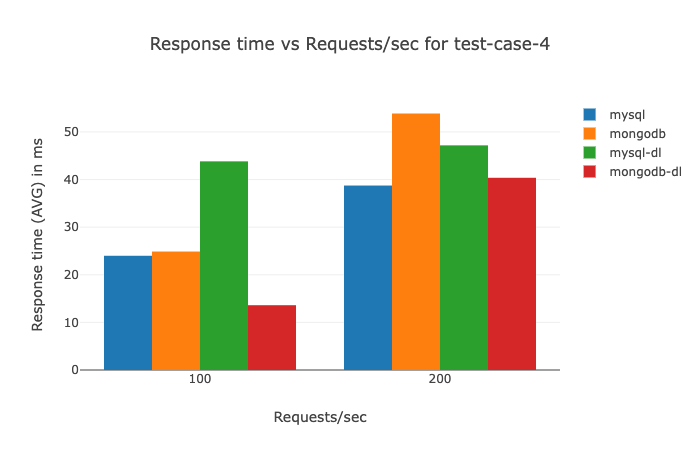 Response time vs Requests/sec for test-case-4
mysql
mongodb
mysql-dl
mongodb-dl
Response time (AVG) in ms
50
40
30
20
10
0
100
200
Requests/sec